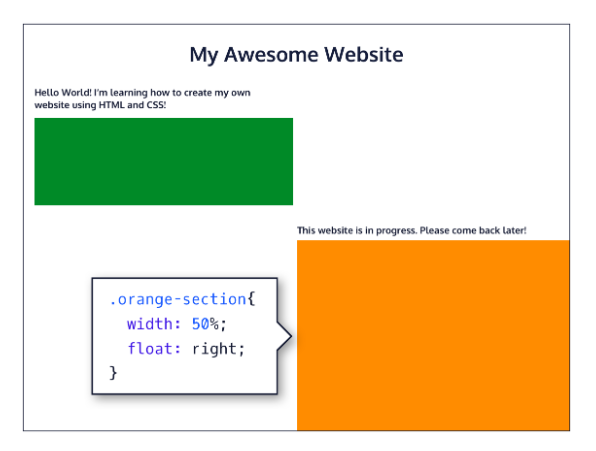 My Awesome Website
Hello World! I'm learning how to create my own
website using HTML and CSS!
This website is in progress. Please come back later!
.orange-section{
width: 50%;
float: right;
}